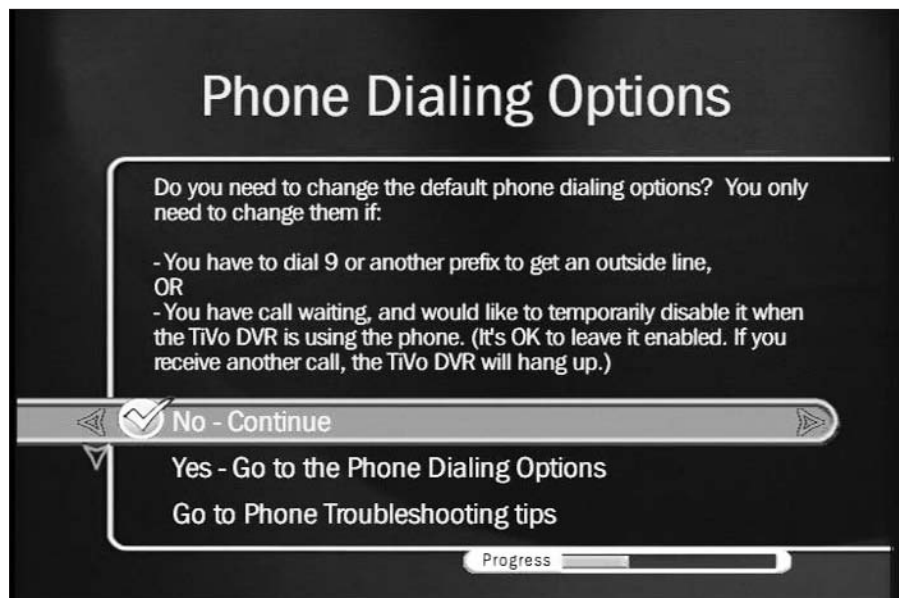 Phone Dialing Options
Do you need to change the default phone dialing options? You only
need to change them if:
- You have to dial 9 or another prefix to get an outside line,
OR
- You have call waiting, and would like to temporarily disable it when
the TiVo DVR is using the phone. (It's OK to leave it enabled. If you
receive another call, the TiVo DVR will hang up.)
No - Continue
Yes - Go to the Phone Dialing Options
Go to Phone Troubleshooting tips
Progress